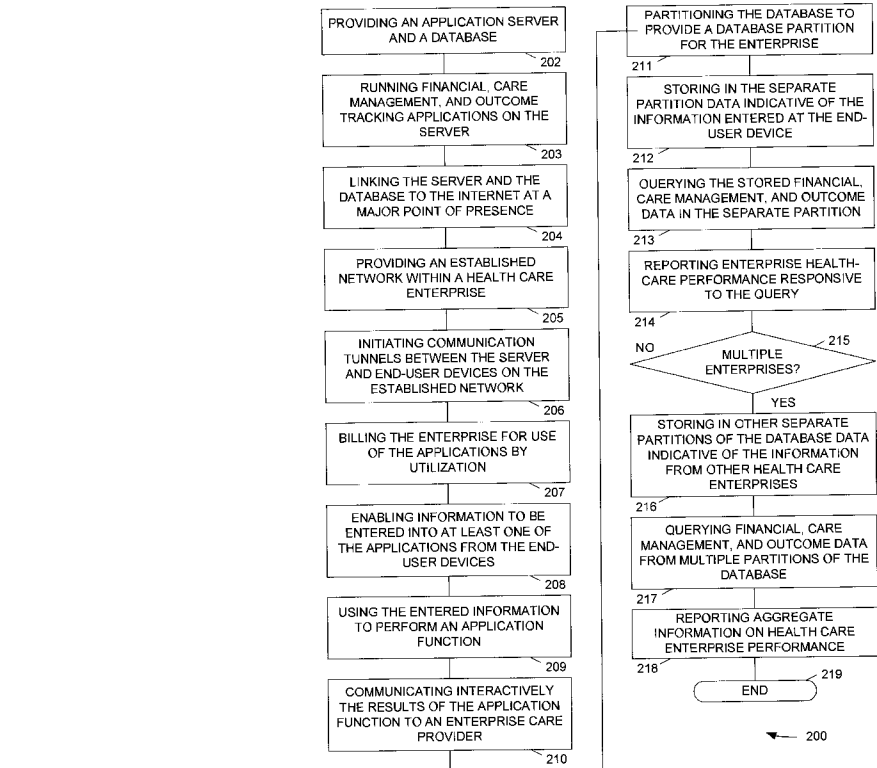 PROVIDING AN APPLICATION SERVER
AND A DATABASE
202
RUNNING FINANCIAL, CARE
MANAGEMENT, AND OUTCOME
TRACKING APPLICATIONS ON THE
SERVER
203
LINKING THE SERVER AND THE
DATABASE TO THE INTERNET AT A
MAJOR POINT OF PRESENCE
204
PROVIDING AN ESTABLISHED
NETWORK WITHIN A HEALTH CARE
ENTERPRISE
205
INITIATING COMMUNICATION
TUNNELS BETWEEN THE SERVER
AND END-USER DEVICES ON THE
ESTABLISHED NETWORK
206
BILLING THE ENTERPRISE FOR USE
OF THE APPLICATIONS BY
UTILIZATION
207
ENABLING INFORMATION TO BE
ENTERED INTO AT LEAST ONE OF
THE APPLICATIONS FROM THE END-
USER DEVICES
208
USING THE ENTERED INFORMATION
TO PERFORM AN APPLICATION
FUNCTION
209
COMMUNICATING INTERACTIVELY
THE RESULTS OF THE APPLICATION
FUNCTION TO AN ENTERPRISE CARE
PROVIDER
210
PARTITIONING THE DATABASE TO
PROVIDE A DATABASE PARTITION
FOR THE ENTERPRISE
211
STORING IN THE SEPARATE
PARTITION DATA INDICATIVE OF THE
INFORMATION ENTERED AT THE END-
USER DEVICE
212
QUERYING THE STORED FINANCIAL,
CARE MANAGEMENT, AND OUTCOME
DATA IN THE SEPARATE PARTITION
213
REPORTING ENTERPRISE HEALTH-
CARE PERFORMANCE RESPONSIVE
TO THE QUERY
214
215
NO
MULTIPLE
ENTERPRISES?
YES
STORING IN OTHER SEPARATE
PARTITIONS OF THE DATABASE DATA
INDICATIVE OF THE INFORMATION
FROM OTHER HEALTH CARE
ENTERPRISES
216
QUERYING FINANCIAL, CARE
MANAGEMENT, AND OUTCOME DATA
FROM MULTIPLE PARTITIONS OF THE
DATABASE
217
REPORTING AGGREGATE
INFORMATION ON HEALTH CARE
ENTERPRISE PERFORMANCE
218
219
END
200